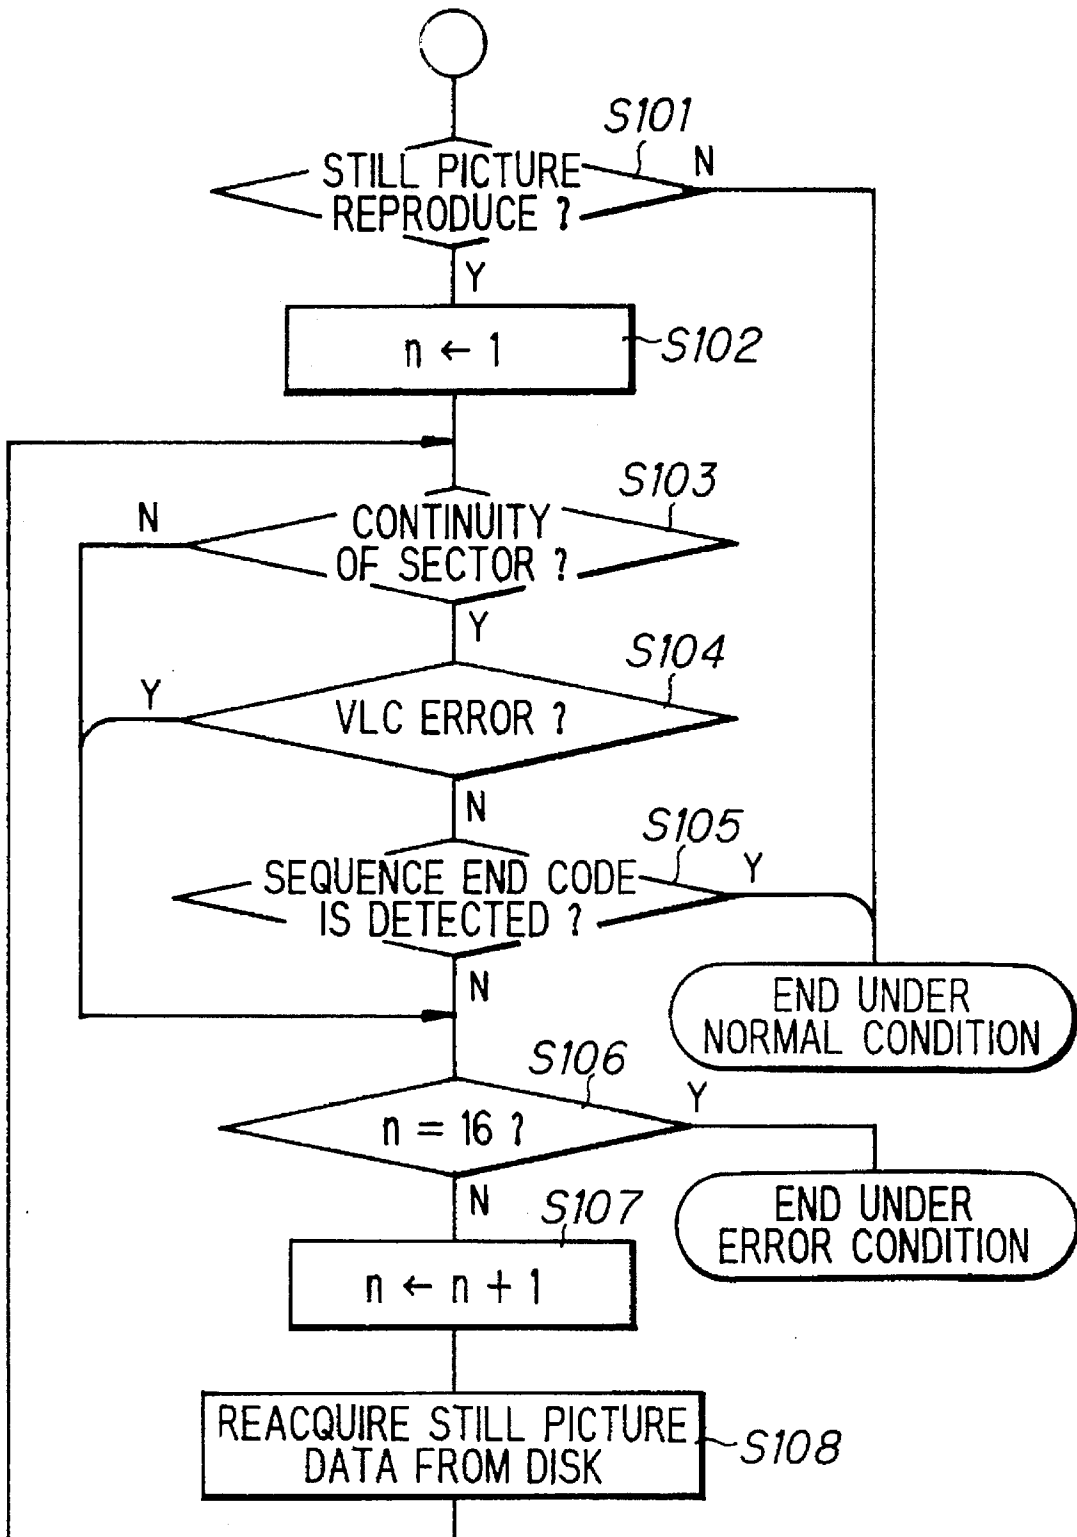 S101
STILL PICTURE
REPRODUCE ?
N
Y
n ← 1
S102
S103
N
CONTINUITY
OF SECTOR ?
Y
S104
Y
VLC ERROR ?
N
S105
SEQUENCE END CODE
IS DETECTED ?
Y
N
END UNDER
NORMAL CONDITION
S106
n = 16 ?
Y
N
END UNDER
ERROR CONDITION
S107
n ← n + 1
REACQUIRE STILL PICTURE
DATA FROM DISK
S108